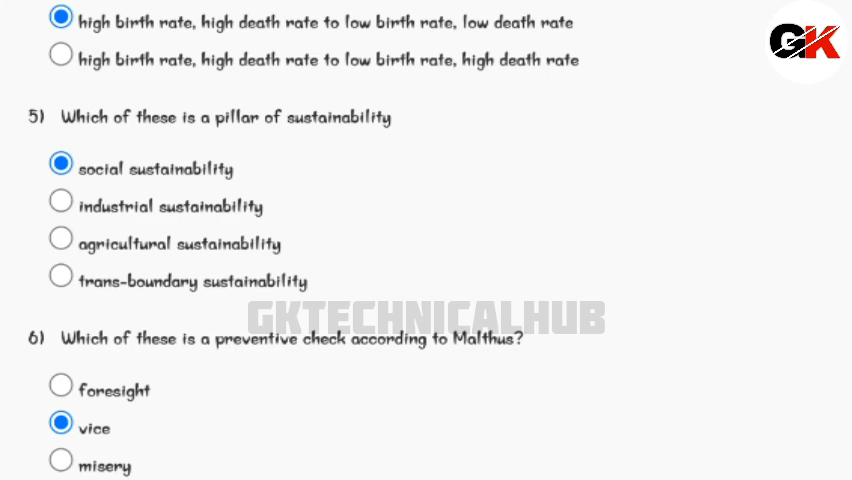 high birth rate, high death rate to low birth rate, low death rate
GK
high birth rate, high death rate to low birth rate, high death rate
5) Which of these is a pillar of sustainability
social sustainability
industrial sustainability
agricultural sustainability
trans-boundary sustainability
GKTECHNICALHUB
6) Which of these is a preventive check according to Malthus?
foresight
vice
misery